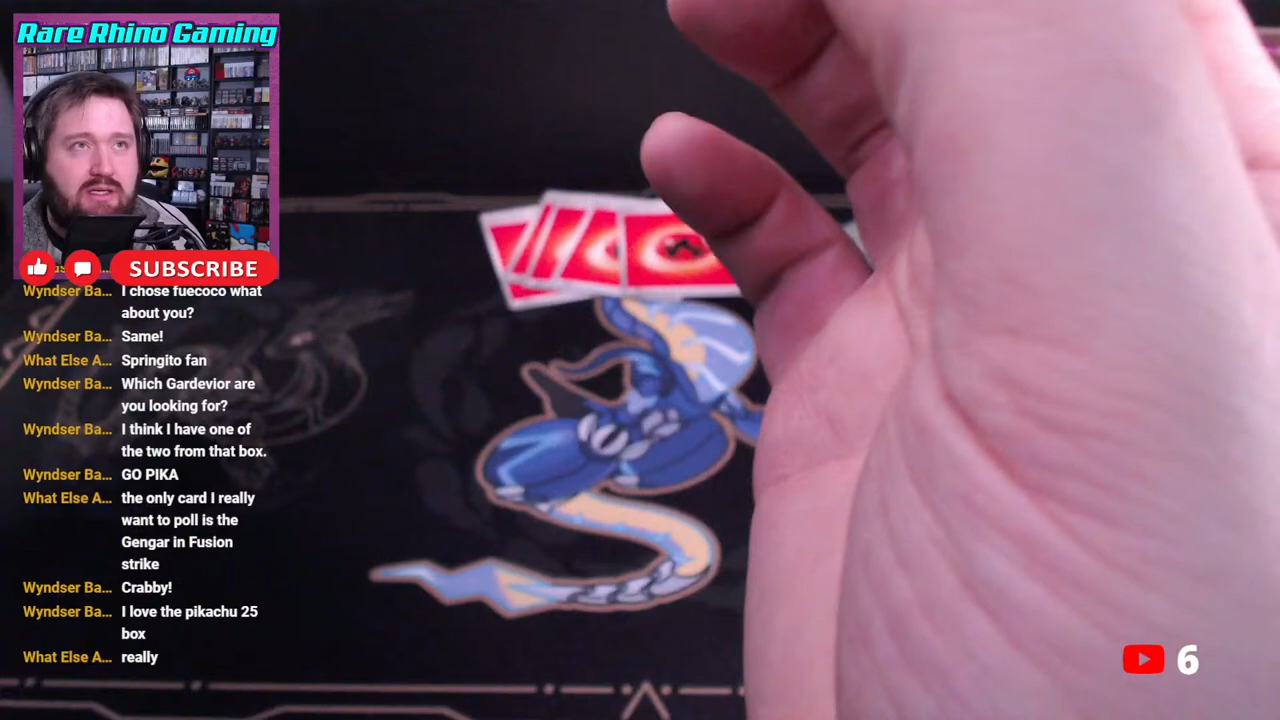 Rare Rhino Gaming
SUBSCRIBE
Wyndser Ba... I chose fuecoco what
about you?
Wyndser Ba... Same!
What Else A... Springito fan
Wyndser Ba... Which Gardevior are
you looking for?
Wyndser Ba... I think I have one of
the two from that box.
Wyndser Ba... GO PIKA
What Else A... the only card I really
want to poll is the
Gengar in Fusion
strike
Wyndser Ba... Crabby!
Wyndser Ba... I love the pikachu 25
box
What Else A... really
6